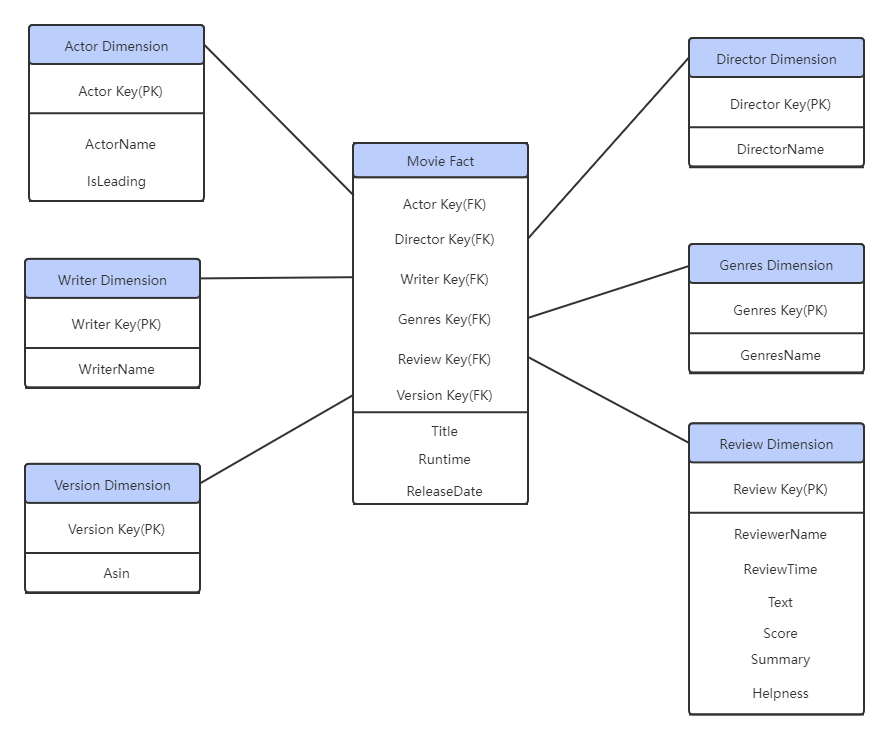 Actor Dimension
Actor Key(PK)
ActorName
IsLeading
Writer Dimension
Writer Key(PK)
WriterName
Version Dimension
Version Key(PK)
Asin
Movie Fact
Actor Key(FK)
Director Key(FK)
Writer Key(FK)
Genres Key(FK)
Review Key(FK)
Version Key(FK)
Title
Runtime
ReleaseDate
Director Dimension
Director Key(PK)
DirectorName
Genres Dimension
Genres Key(PK)
GenresName
Review Dimension
Review Key(PK)
ReviewerName
ReviewTime
Text
Score
Summary
Helpness